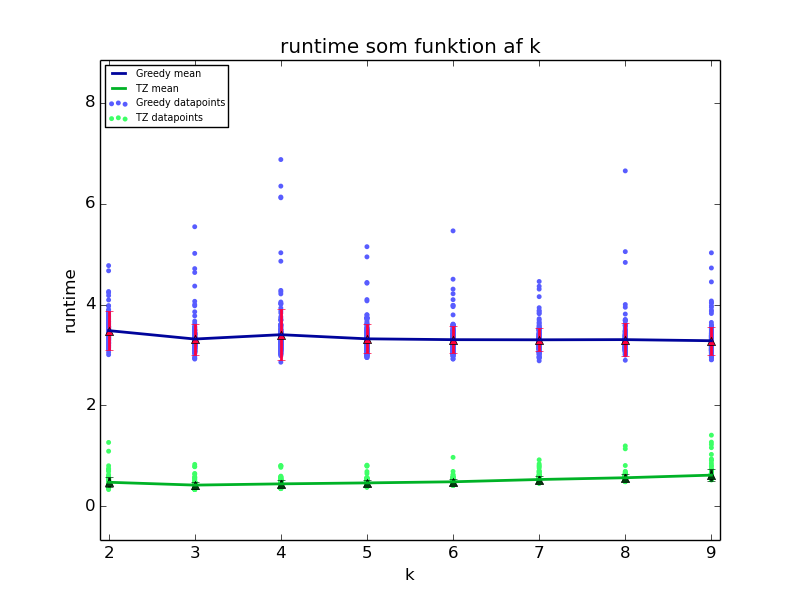 runtime som funktion af k
Greedy mean
TZ mean
Greedy datapoints
TZ datapoints
8
6
4
2
0
runtime
2 3 4 5 6 7 8 9
k